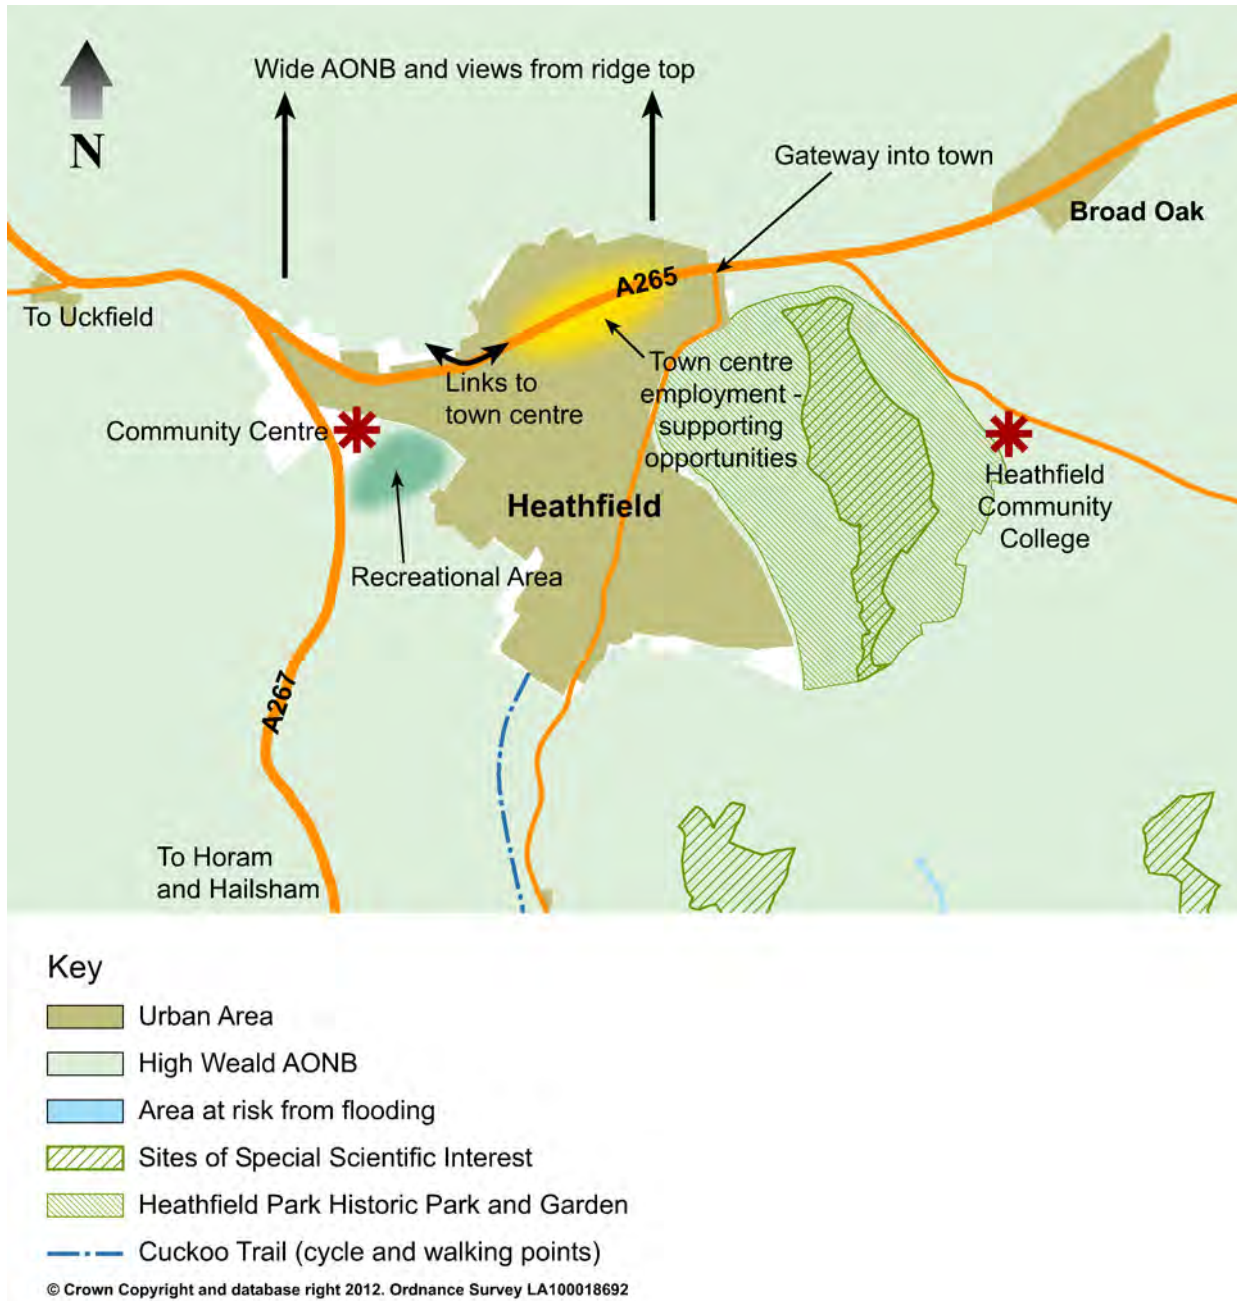 Wide AONB and views from ridge top
N
Gateway into town
Broad Oak
A265
To Uckfield
Links to
town centre
Town centre
employment -
supporting
opportunities
Community Centre
Heathfield
Community
College
Heathfield
Recreational Area
A267
To Horam
and Hailsham
Key
Urban Area
High Weald AONB
Area at risk from flooding
Sites of Special Scientific Interest
Heathfield Park Historic Park and Garden
Cuckoo Trail (cycle and walking points)
© Crown Copyright and database right 2012. Ordnance Survey LA100018692